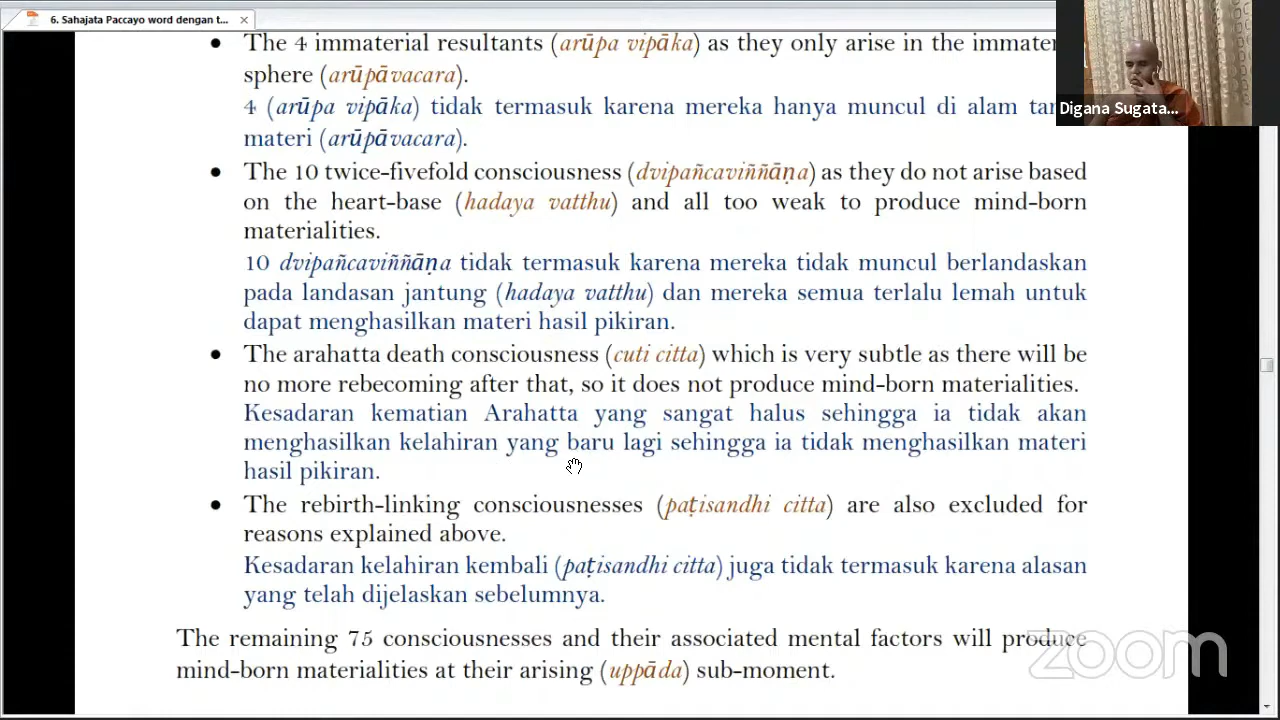 6. Sahajata Paccayo word dengan t...
The 4 immaterial resultants (arūpa vipāka) as they only arise in the immater
sphere (arūpāvacara).
4 (arūpa vipāka) tidak termasuk karena mereka hanya muncul di alam tan
materi (arūpāvacara).
Digana Sugata...
The 10 twice-fivefold consciousness (dvipañcaviññāṇa) as they do not arise based
on the heart-base (hadaya vatthu) and all too weak to produce mind-born
materialities.
10 dvipañcaviññāṇa tidak termasuk karena mereka tidak muncul berlandaskan
pada landasan jantung (hadaya vatthu) dan mereka semua terlalu lemah untuk
dapat menghasilkan materi hasil pikiran.
The arahatta death consciousness (cuti citta) which is very subtle as there will be
no more rebecoming after that, so it does not produce mind-born materialities.
Kesadaran kematian Arahatta yang sangat halus sehingga ia tidak akan
menghasilkan kelahiran yang baru lagi sehingga ia tidak menghasilkan materi
hasil pikiran.
The rebirth-linking consciousnesses (paṭisandhi citta) are also excluded for
reasons explained above.
Kesadaran kelahiran kembali (paṭisandhi citta) juga tidak termasuk karena alasan
yang telah dijelaskan sebelumnya.
The remaining 75 consciousnesses and their associated mental factors will produce
mind-born materialities at their arising (uppāda) sub-moment.
zoom